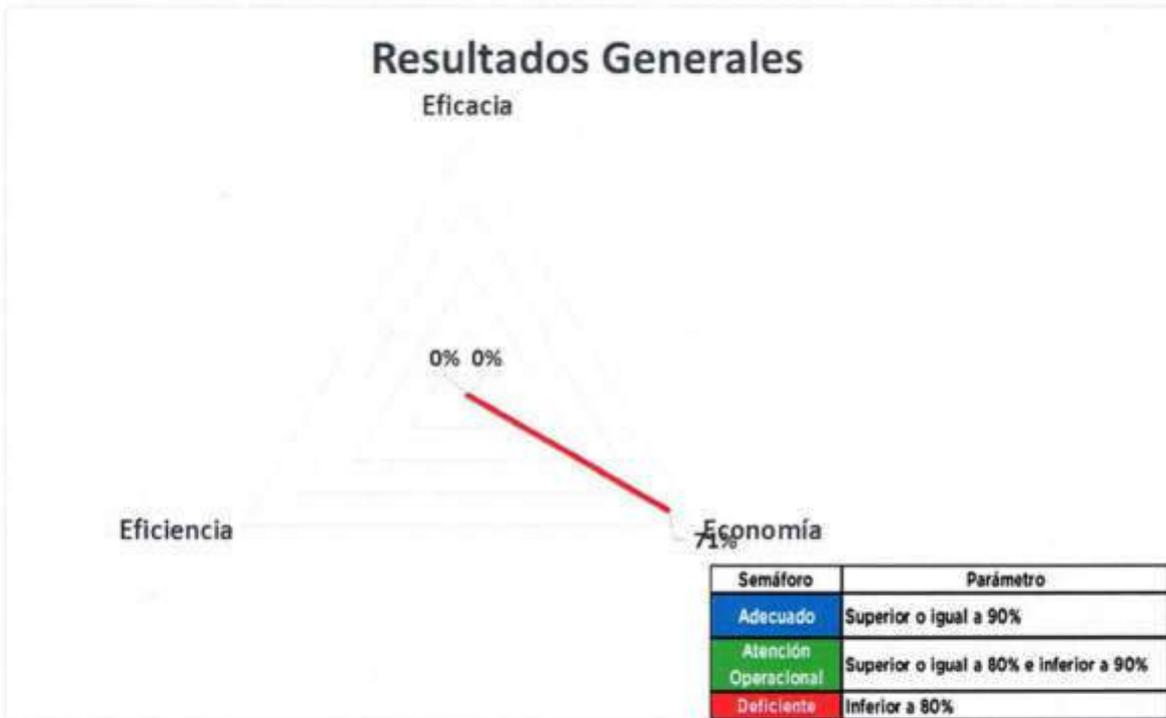 Resultados Generales
Eficacia
0% 0%
Eficiencia
Economía
71%
Semáforo Parámetro
Adecuado Superior o igual a 90%
Atención
Operacional Superior o igual a 80% e inferior a 90%
Deficiente Inferior a 80%